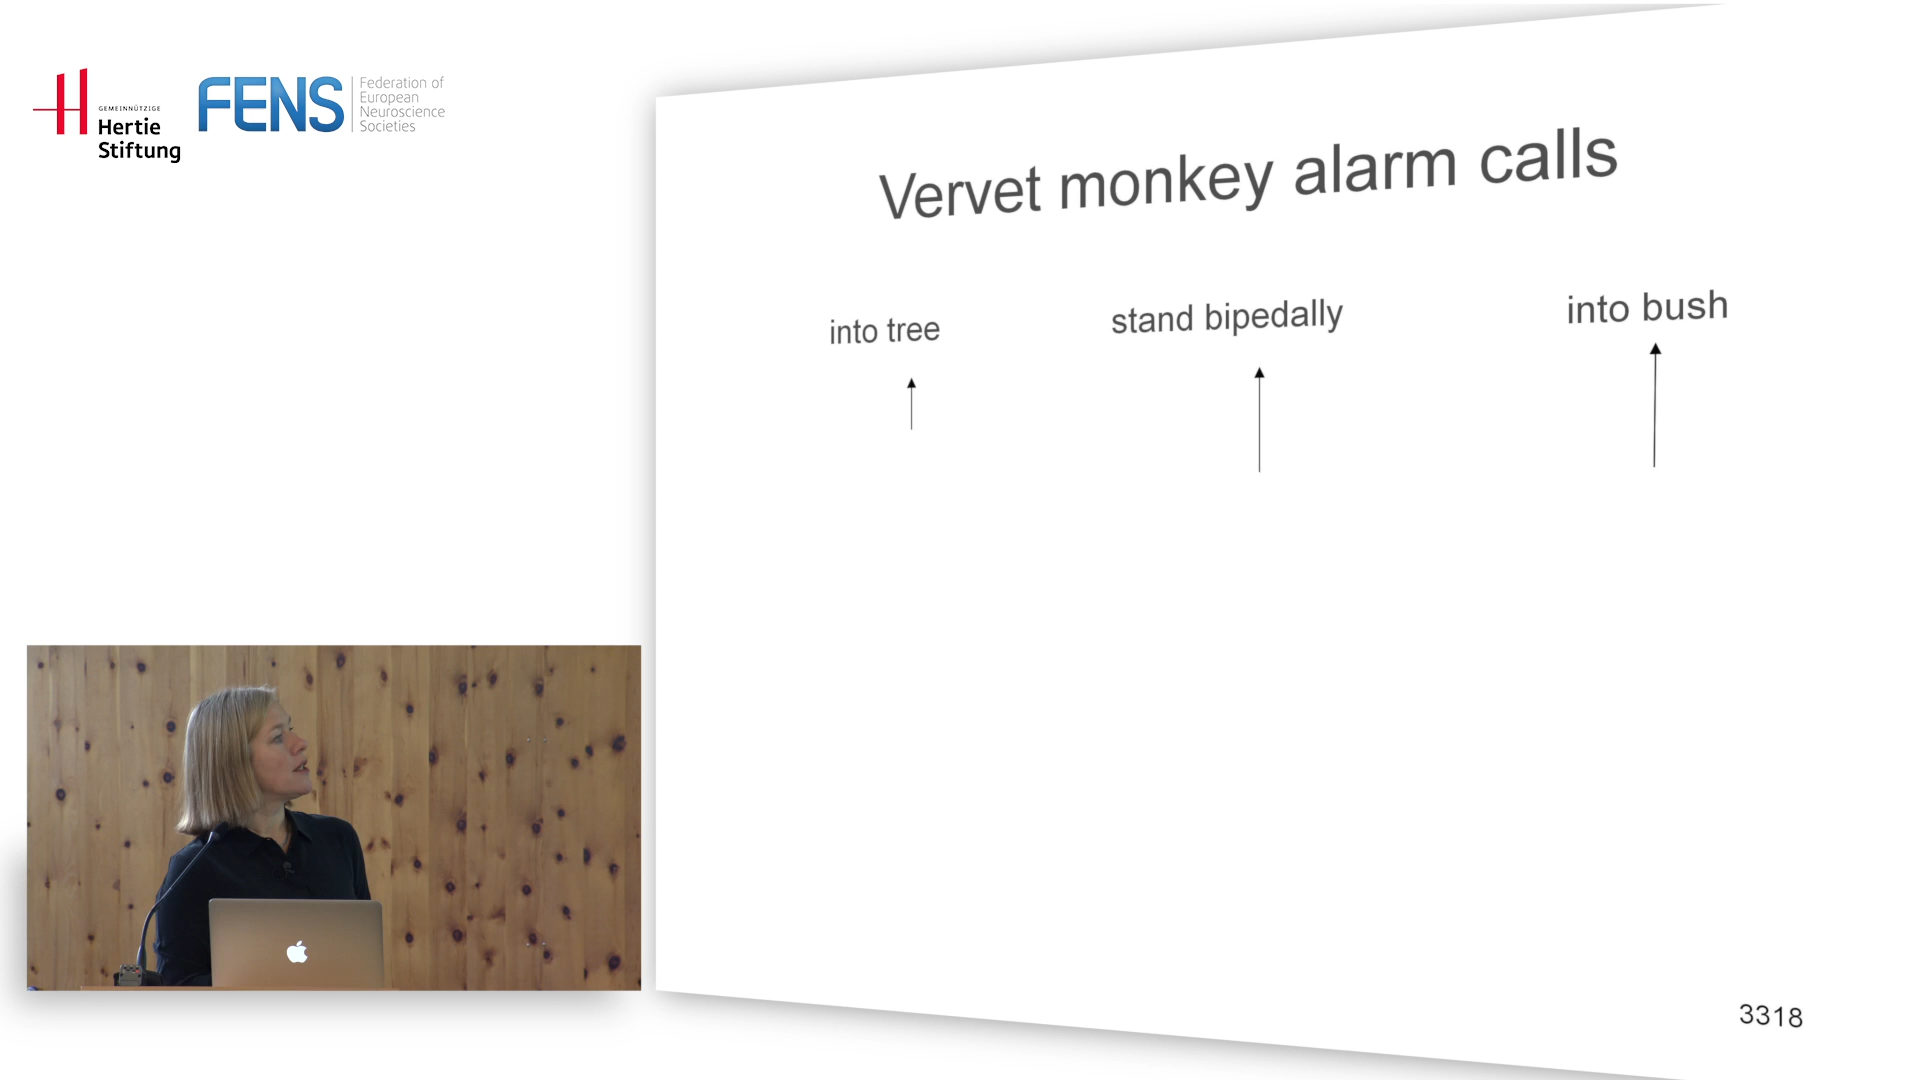 GEMEINNÜTZIGE
Hertie
Stiftung
FENS
Federation of
European
Neuroscience
Societies
Vervet monkey alarm calls
into tree
stand bipedally
into bush
3318